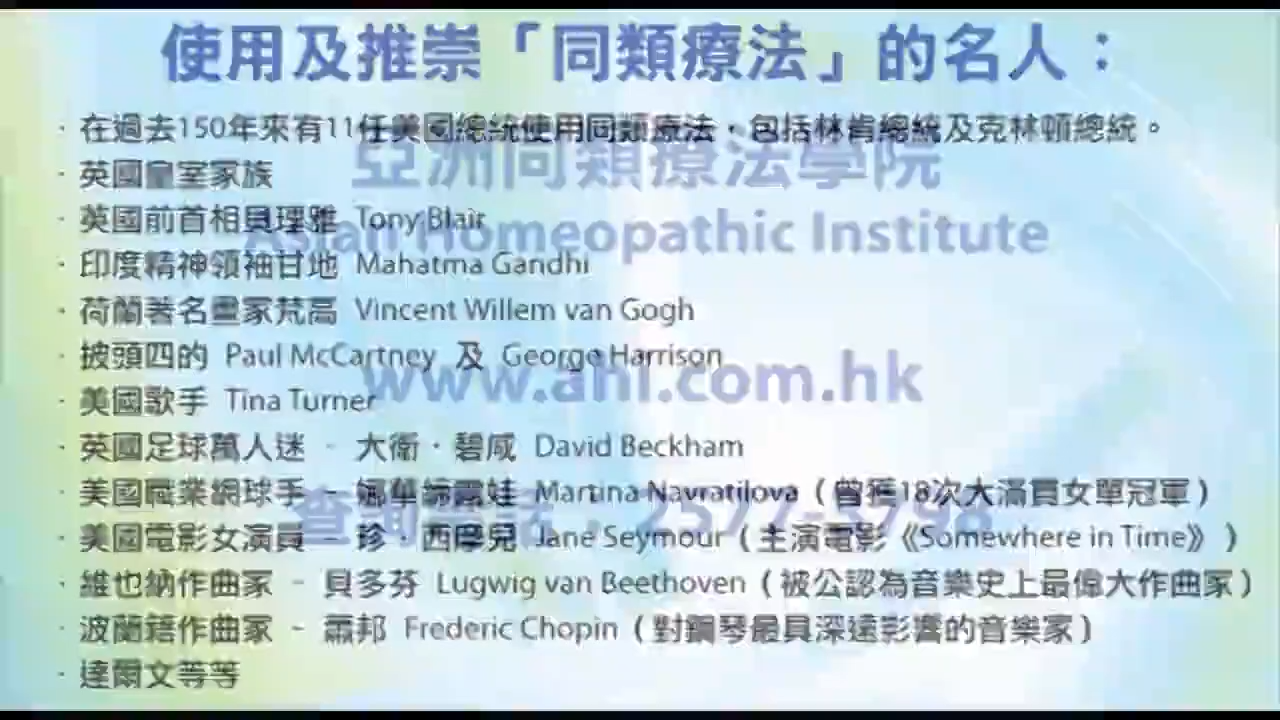 使用及推崇「同類療法」的名人：
· 在過去150年來有11任美國總統使用同類療法，包括林肯總統及克林頓總統。
亞洲同類療法學院
· 英國皇室家族
· 英國前首相貝理雅 Tony Blair
Asian Homeopathic Institute
· 印度精神領袖甘地 Mahatma Gandhi
· 荷蘭著名畫家梵高 Vincent Willem van Gogh
· 披頭四的 Paul McCartney 及 George Harrison
www.ahi.com.hk
· 美國歌手 Tina Turner
· 英國足球萬人迷 - 大衛·碧咸 David Beckham
· 美國職業網球手 - 娜華締露娃 Martina Navratilova（曾獲18次大滿貫女單冠軍）
查詢電話： 2577-3798
· 美國電影女演員 - 珍·西摩兒 Jane Seymour（主演電影《Somewhere in Time》）
· 維也納作曲家 - 貝多芬 Lugwig van Beethoven（被公認為音樂史上最偉大作曲家）
· 波蘭籍作曲家 - 蕭邦 Frederic Chopin（對鋼琴最具深遠影響的音樂家）
· 達爾文等等